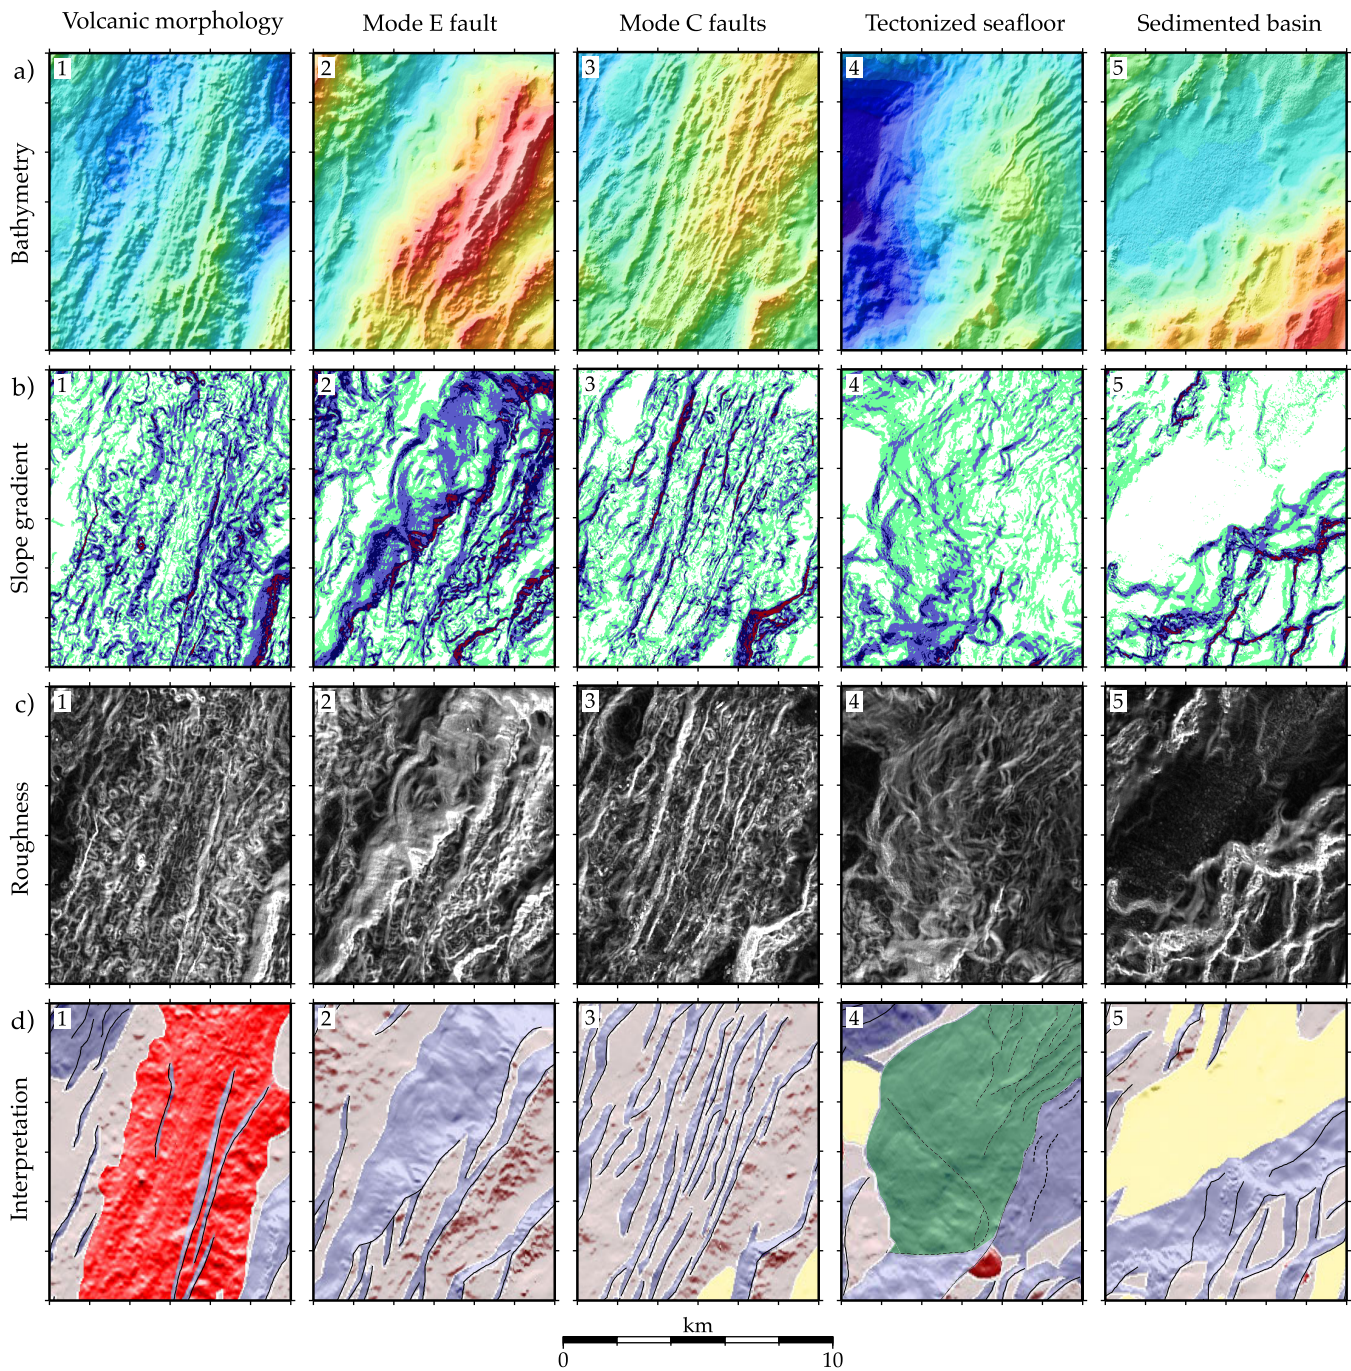 Volcanic morphology Mode E fault Mode C faults Tectonized seafloor Sedimented basin
a) 1 2 3 4 5
Bathymetry
b) 1 2 3 4 5
Slope gradient
c) 1 2 3 4 5
Roughness
d) 1 2 3 4 5
Interpretation
km
0 10